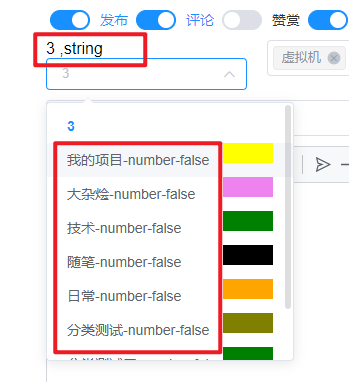 发布 评论 赞赏
3 ,string
虚拟机
3
3
我的项目-number-false
大杂烩-number-false
技术-number-false
随笔-number-false
日常-number-false
分类测试-number-false